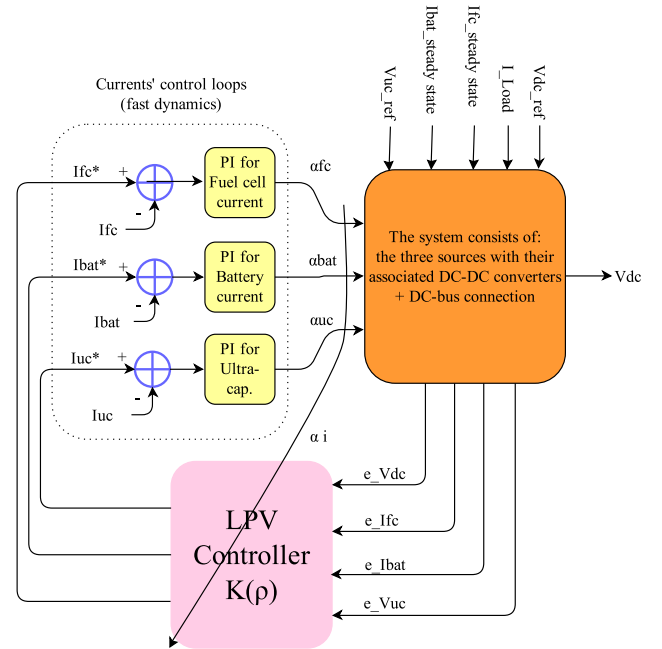 Vuc_ref
Ibat_steady state
Ifc_steady state
I_Load
Vdc_ref
Currents' control loops
(fast dynamics)
Ifc*
+
-
Ifc
PI for
Fuel cell
current
αfc
Ibat*
+
-
Ibat
PI for
Battery
current
αbat
Iuc*
+
-
Iuc
PI for
Ultra-
cap.
αuc
The system consists of:
the three sources with their
associated DC-DC converters
+ DC-bus connection
Vdc
α i
LPV
Controller
K(ρ)
e_Vdc
e_Ifc
e_Ibat
e_Vuc